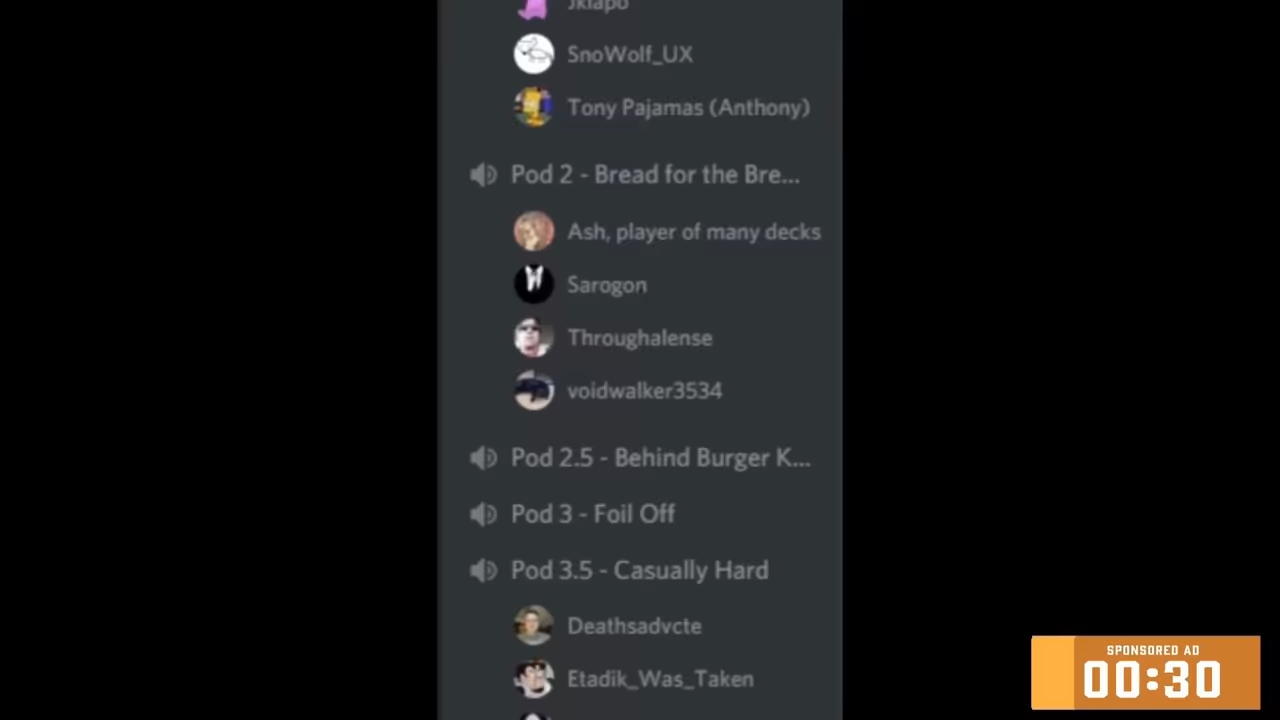 Jklapo
SnoWolf_UX
Tony Pajamas (Anthony)
Pod 2 - Bread for the Bre...
Ash, player of many decks
Sarogon
Throughalense
voidwalker3534
Pod 2.5 - Behind Burger K...
Pod 3 - Foil Off
Pod 3.5 - Casually Hard
Deathsadvcte
Etadik_Was_Taken
SPONSORED AD
00:30